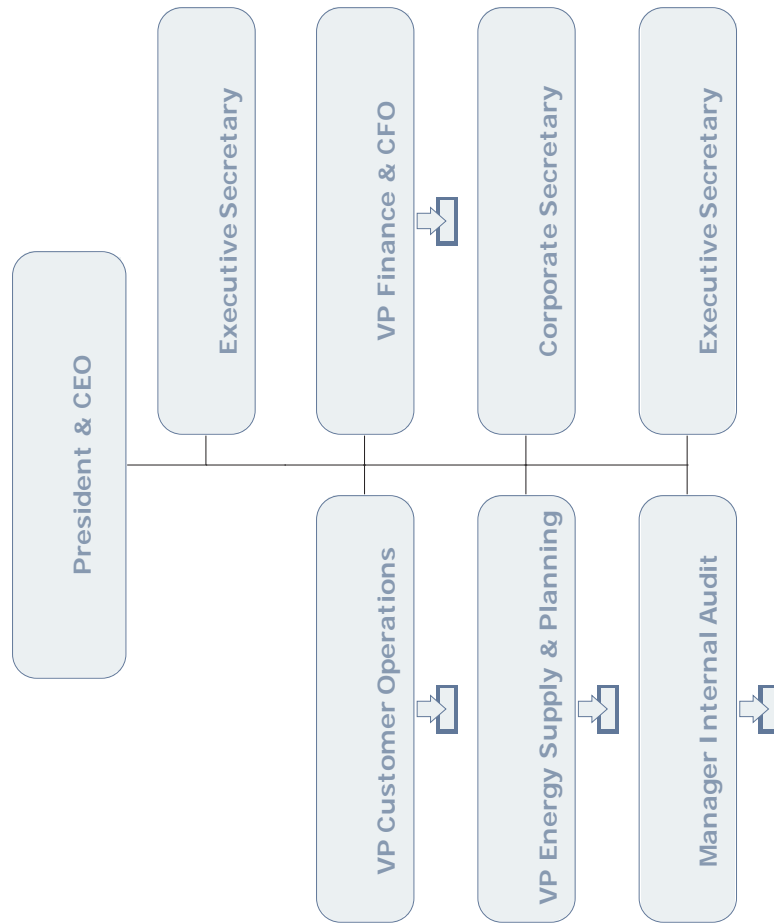 President & CEO
Executive Secretary
VP Customer Operations
VP Finance & CFO
VP Energy Supply & Planning
Corporate Secretary
Manager Internal Audit
Executive Secretary